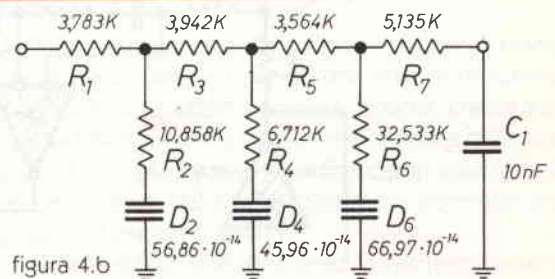 3,783K 3,942K 3,564K 5,135K
R₁ R₃ R₅ R₇
10,858K 6,712K 32,533K
R₂ R₄ R₆
C₁
10nF
D₂ D₄ D₆
56,86·10⁻¹⁴ 45,96·10⁻¹⁴ 66,97·10⁻¹⁴
figura 4.b